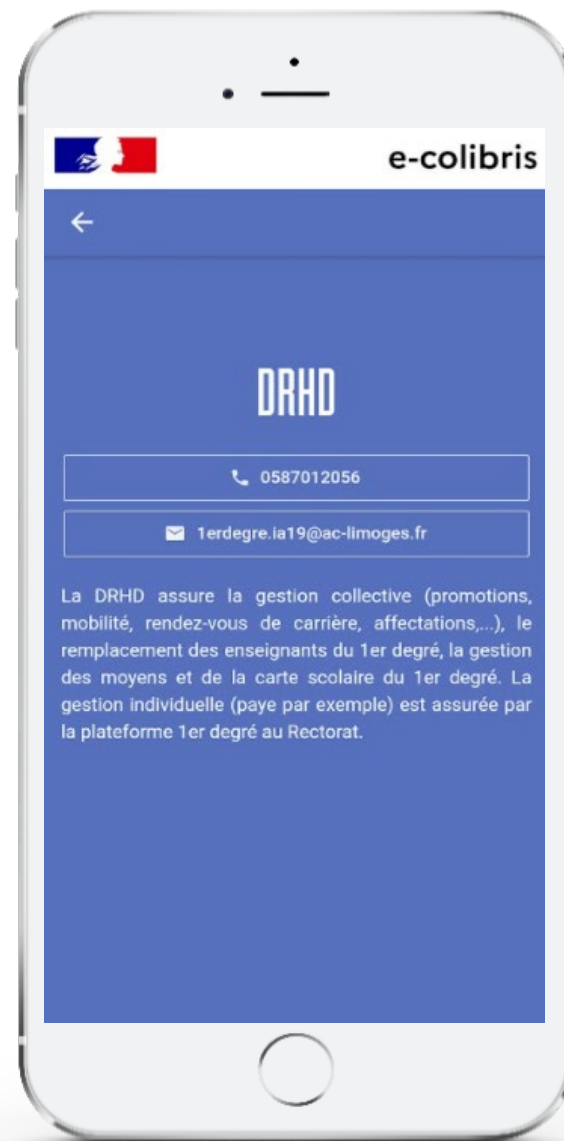 e-colibris
DRHD
0587012056
1erdegre.ia19@ac-limoges.fr
La DRHD assure la gestion collective (promotions,
mobilité, rendez-vous de carrière, affectations,...), le
remplacement des enseignants du 1er degré, la gestion
des moyens et de la carte scolaire du 1er degré. La
gestion individuelle (paye par exemple) est assurée par
la plateforme 1er degré au Rectorat.